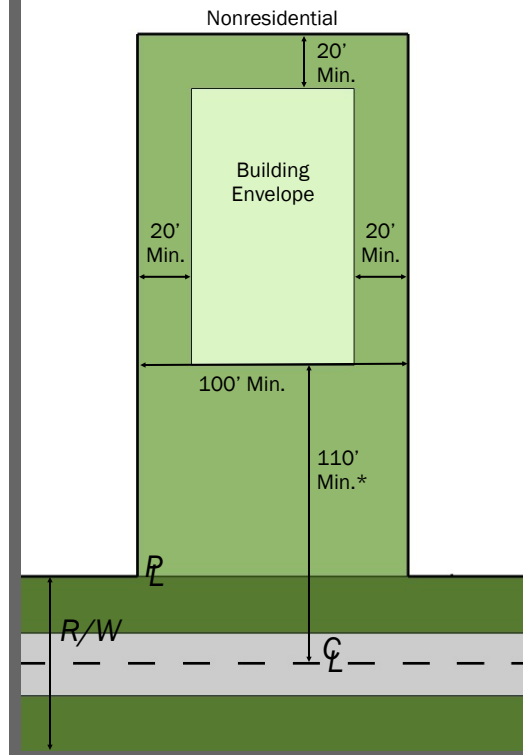 Nonresidential
20’
Min.
Building
Envelope
20’
Min.
20’
Min.
100’ Min.
110’
Min.*
PL
R/W
CL